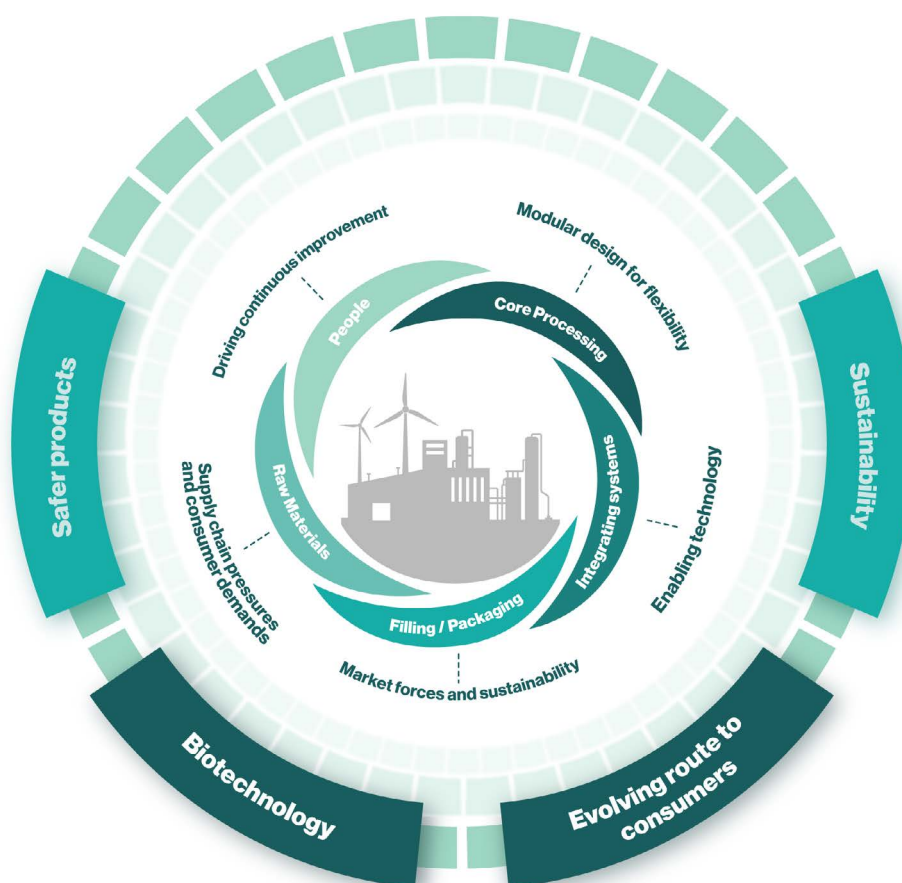 Driving continuous improvement
Modular design for flexibility
People
Core Processing
Safer products
Sustainability
Supply chain pressures
and consumer demands
Raw Materials
Integrating systems
Enabling technology
Filling / Packaging
Market forces and sustainability
Biotechnology
Evolving route to
consumers